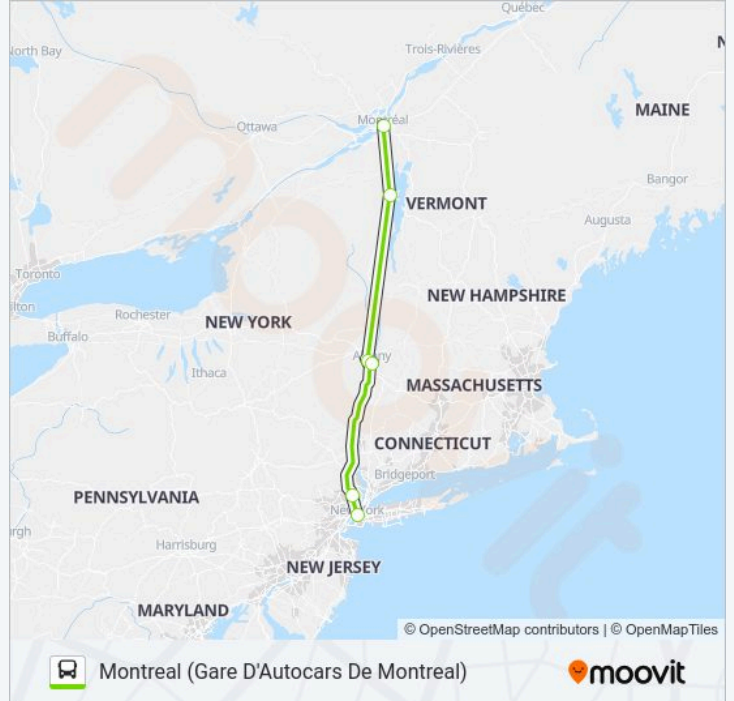 Québec
North Bay
Trois-Rivières
Montréal
MAINE
Ottawa
Bangor
VERMONT
Augusta
Toronto
NEW HAMPSHIRE
Rochester
NEW YORK
Buffalo
Albany
Ithaca
MASSACHUSETTS
CONNECTICUT
Bridgeport
PENNSYLVANIA
New York
Harrisburg
NEW JERSEY
MARYLAND
© OpenStreetMap contributors | © OpenMapTiles
Montreal (Gare D'Autocars De Montreal)
moovit